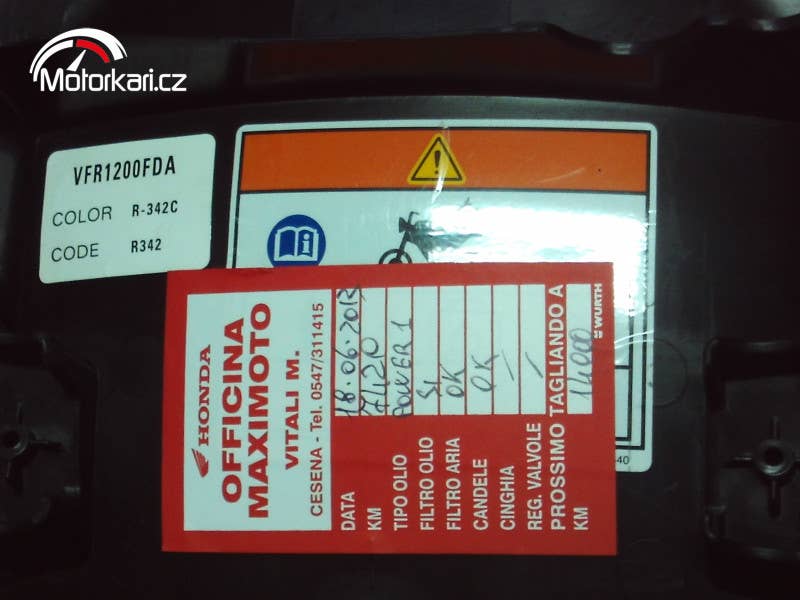 Motorkari.cz
VFR1200FDA
COLOR R-342C
CODE R342
HONDA
OFFICINA
MAXIMOTO
VITALI M.
CESENA - Tel. 0547/311415
DATA 18.06.2013
KM 7120
TIPO OLIO POWER 1
FILTRO OLIO SI
FILTRO ARIA OK
CANDELE OK
CINGHIA /
REG. VALVOLE /
PROSSIMO TAGLIANDO A
KM 14000
WÜRTH
40